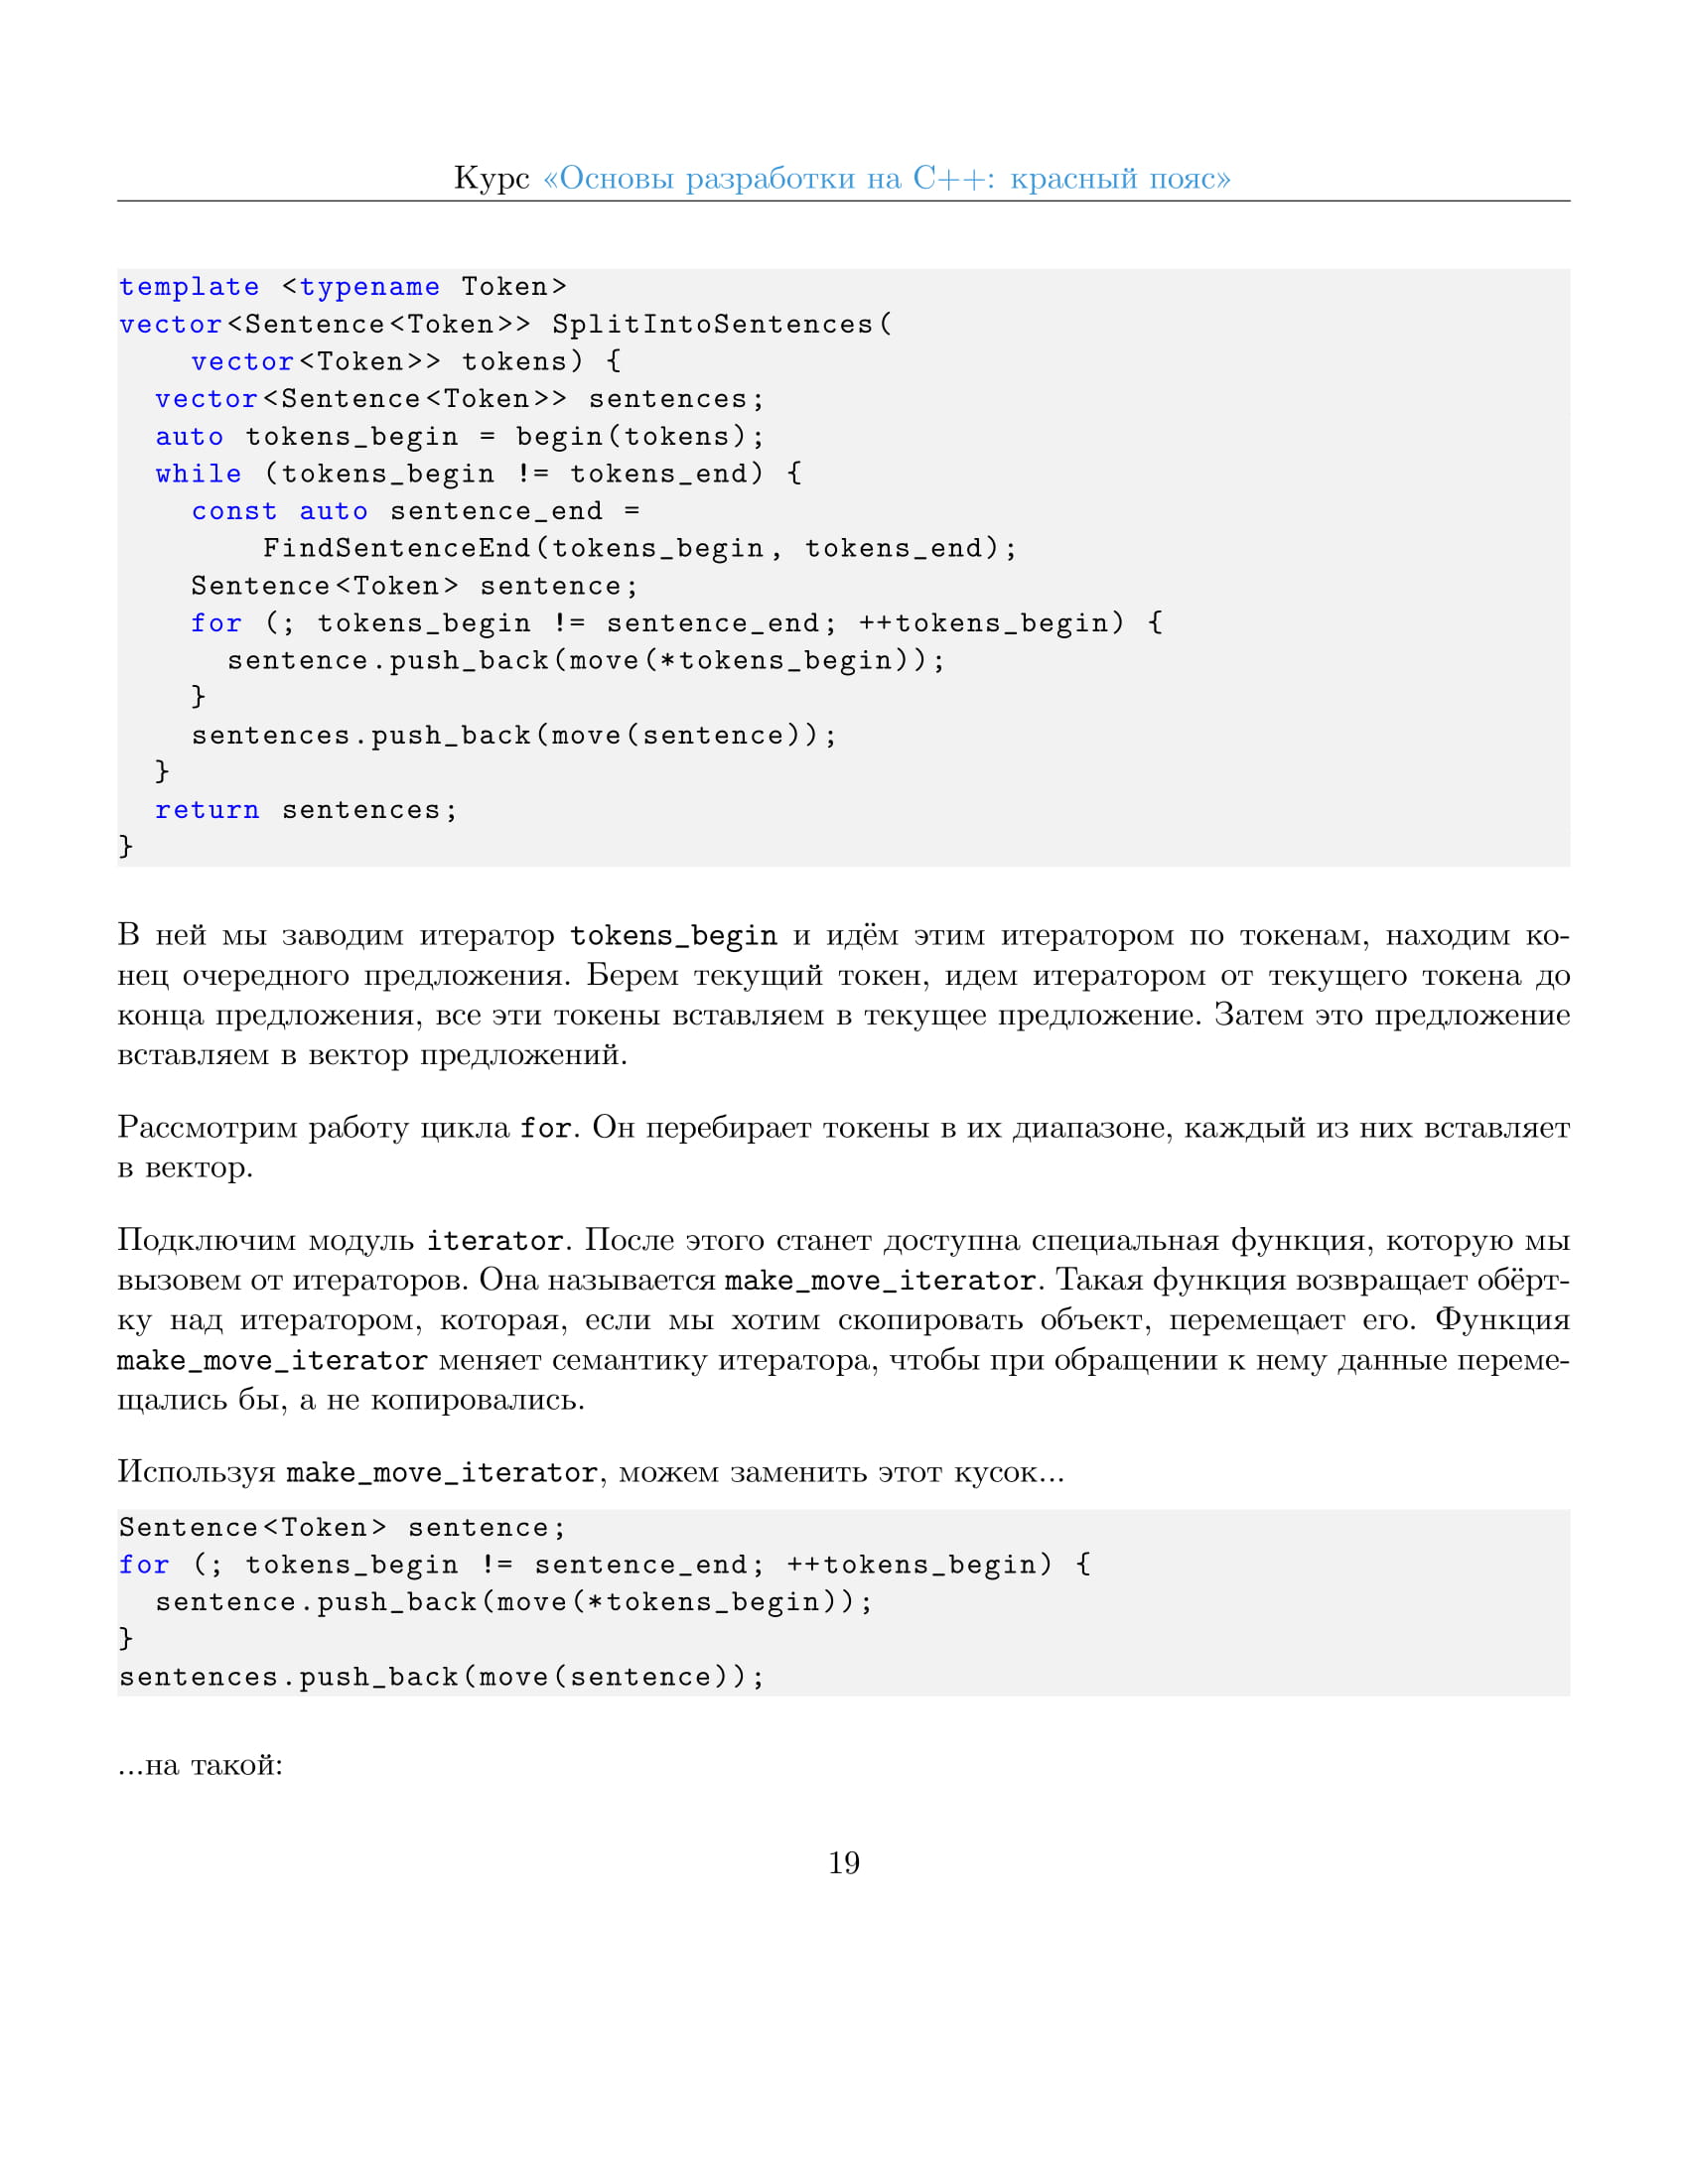 Курс «Основы разработки на C++: красный пояс»
template <typename Token>
vector<Sentence<Token>> SplitIntoSentences(
    vector<Token>> tokens) {
  vector<Sentence<Token>> sentences;
  auto tokens_begin = begin(tokens);
  while (tokens_begin != tokens_end) {
    const auto sentence_end =
        FindSentenceEnd(tokens_begin, tokens_end);
    Sentence<Token> sentence;
    for (; tokens_begin != sentence_end; ++tokens_begin) {
      sentence.push_back(move(*tokens_begin));
    }
    sentences.push_back(move(sentence));
  }
  return sentences;
}
В ней мы заводим итератор tokens_begin и идём этим итератором по токенам, находим ко-
нец очередного предложения. Берем текущий токен, идем итератором от текущего токена до
конца предложения, все эти токены вставляем в текущее предложение. Затем это предложение
вставляем в вектор предложений.
Рассмотрим работу цикла for. Он перебирает токены в их диапазоне, каждый из них вставляет
в вектор.
Подключим модуль iterator. После этого станет доступна специальная функция, которую мы
вызовем от итераторов. Она называется make_move_iterator. Такая функция возвращает обёрт-
ку над итератором, которая, если мы хотим скопировать объект, перемещает его. Функция
make_move_iterator меняет семантику итератора, чтобы при обращении к нему данные переме-
щались бы, а не копировались.
Используя make_move_iterator, можем заменить этот кусок...
Sentence<Token> sentence;
for (; tokens_begin != sentence_end; ++tokens_begin) {
  sentence.push_back(move(*tokens_begin));
}
sentences.push_back(move(sentence));
...на такой:
19